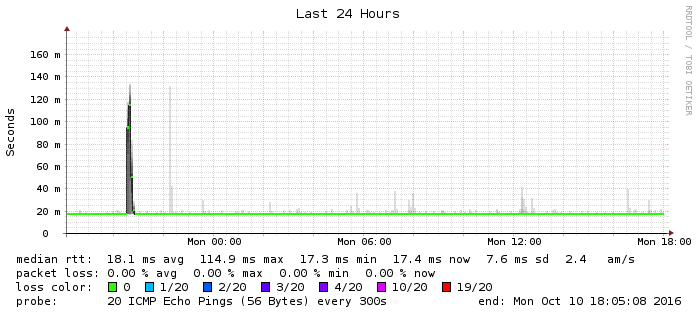 Last 24 Hours
RRDTOOL / TOBI OETIKER
Seconds
160 m
140 m
120 m
100 m
80 m
60 m
40 m
20 m
0
Mon 00:00 Mon 06:00 Mon 12:00 Mon 18:00
median rtt: 18.1 ms avg 114.9 ms max 17.3 ms min 17.4 ms now 7.6 ms sd 2.4 am/s
packet loss: 0.00 % avg 0.00 % max 0.00 % min 0.00 % now
loss color: 0 1/20 2/20 3/20 4/20 10/20 19/20
probe: 20 ICMP Echo Pings (56 Bytes) every 300s end: Mon Oct 10 18:05:08 2016